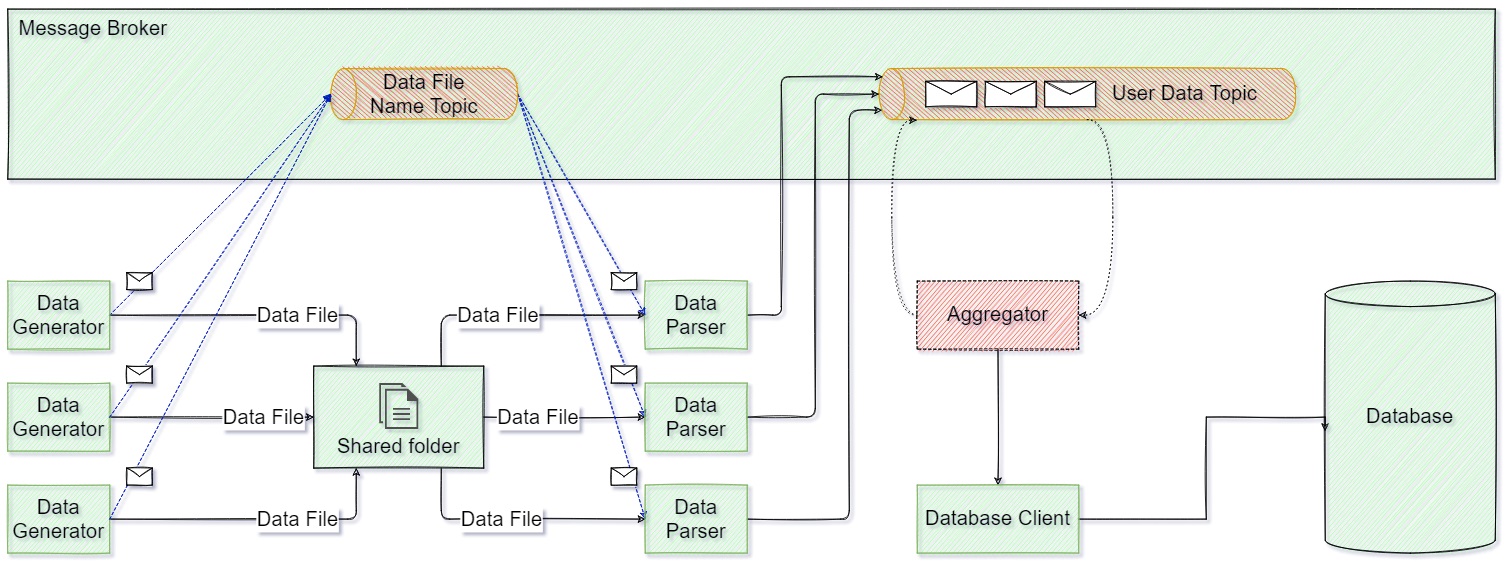 Message Broker
Data File
Name Topic
User Data Topic
Data
Generator
Data File
Data File
Data
Parser
Aggregator
Data
Generator
Data File
Shared folder
Data File
Data
Parser
Database
Data
Generator
Data File
Data File
Data
Parser
Database Client